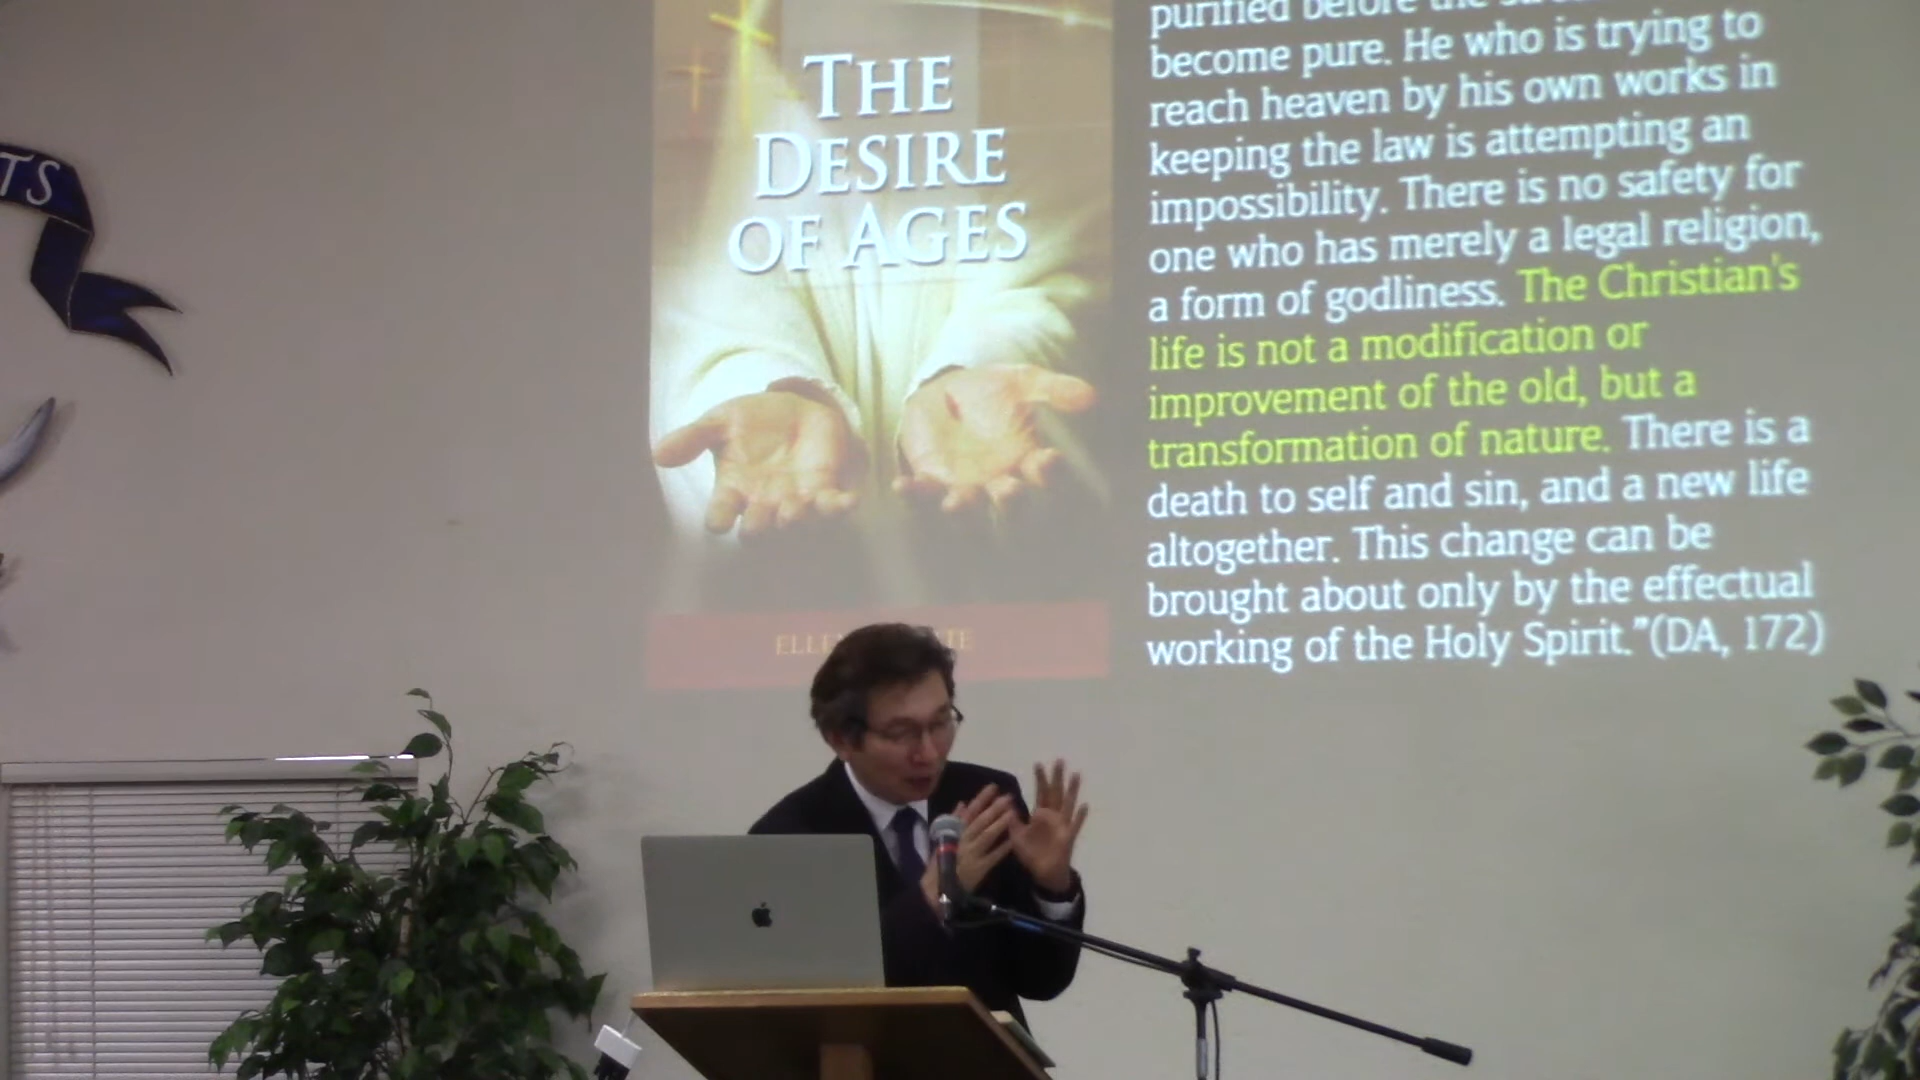 TS
THE
DESIRE
OF AGES
purified before the
become pure. He who is trying to
reach heaven by his own works in
keeping the law is attempting an
impossibility. There is no safety for
one who has merely a legal religion,
a form of godliness. The Christian's
life is not a modification or
improvement of the old, but a
transformation of nature. There is a
death to self and sin, and a new life
altogether. This change can be
brought about only by the effectual
working of the Holy Spirit.”(DA, 172)